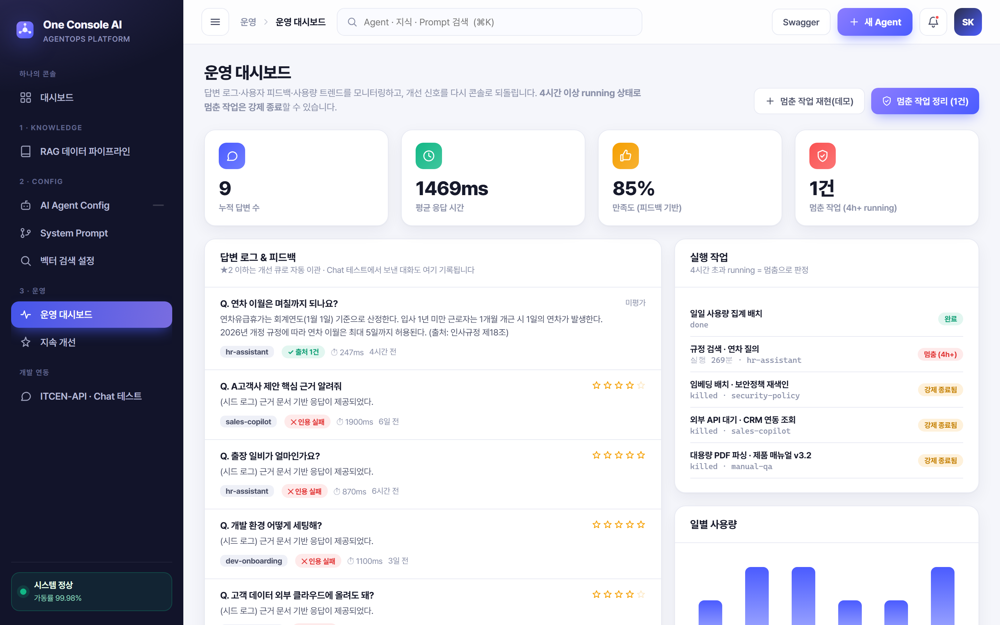 One Console AI
AGENTOPS PLATFORM
하나의 콘솔
대시보드
1 · KNOWLEDGE
RAG 데이터 파이프라인
2 · CONFIG
AI Agent Config
System Prompt
벡터 검색 설정
3 · 운영
운영 대시보드
지속 개선
개발 연동
ITCEN-API · Chat 테스트
시스템 정상
가동률 99.98%
운영 > 운영 대시보드
Agent · 지식 · Prompt 검색 (⌘K)
Swagger
+ 새 Agent
SK
운영 대시보드
답변 로그·사용자 피드백·사용량 트렌드를 모니터링하고, 개선 신호를 다시 콘솔로 되돌립니다. 4시간 이상 running 상태로
멈춘 작업은 강제 종료할 수 있습니다.
+ 멈춘 작업 재현(데모)
멈춘 작업 정리 (1건)
9
누적 답변 수
1469ms
평균 응답 시간
85%
만족도 (피드백 기반)
1건
멈춘 작업 (4h+ running)
답변 로그 & 피드백
★2 이하는 개선 큐로 자동 이관 · Chat 테스트에서 보낸 대화도 여기 기록됩니다
Q. 연차 이월은 며칠까지 되나요?
미평가
연차유급휴가는 회계연도(1월 1일) 기준으로 산정한다. 입사 1년 미만 근로자는 1개월 개근 시 1일의 연차가 발생한다.
2026년 개정 규정에 따라 연차 이월은 최대 5일까지 허용된다. (출처: 인사규정 제18조)
hr-assistant ✓ 출처 1건 ⏱ 247ms 4시간 전
Q. A고객사 제안 핵심 근거 알려줘
(시드 로그) 근거 문서 기반 응답이 제공되었다.
sales-copilot ✕ 인용 실패 ⏱ 1900ms 6일 전
Q. 출장 일비가 얼마인가요?
(시드 로그) 근거 문서 기반 응답이 제공되었다.
hr-assistant ✕ 인용 실패 ⏱ 870ms 6시간 전
Q. 개발 환경 어떻게 세팅해?
(시드 로그) 근거 문서 기반 응답이 제공되었다.
dev-onboarding ✕ 인용 실패 ⏱ 1100ms 3일 전
Q. 고객 데이터 외부 클라우드에 올려도 돼?
(시드 로그) 근거 문서 기반 응답이 제공되었다.
실행 작업
4시간 초과 running = 멈춤으로 판정
일일 사용량 집계 배치
done
완료
규정 검색 · 연차 질의
실행 269분 · hr-assistant
멈춤 (4h+)
임베딩 배치 · 보안정책 재색인
killed · security-policy
강제 종료됨
외부 API 대기 · CRM 연동 조회
killed · sales-copilot
강제 종료됨
대용량 PDF 파싱 · 제품 매뉴얼 v3.2
killed · manual-qa
강제 종료됨
일별 사용량